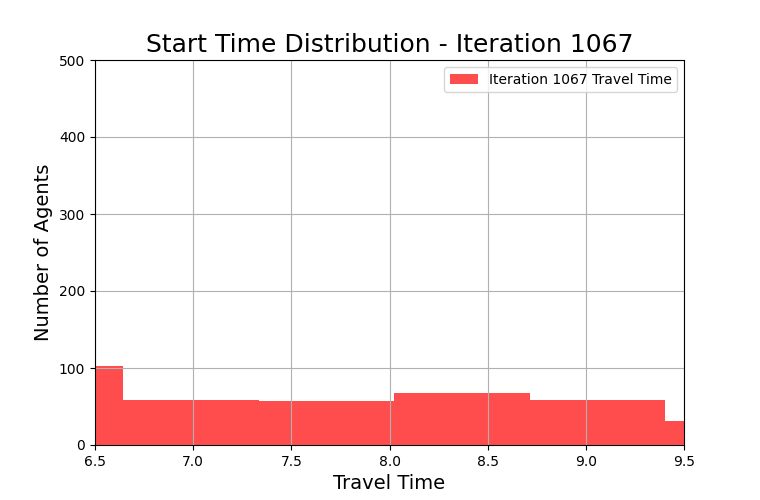 Start Time Distribution - Iteration 1067
Iteration 1067 Travel Time
Number of Agents
500
400
300
200
100
0
6.5 7.0 7.5 8.0 8.5 9.0 9.5
Travel Time